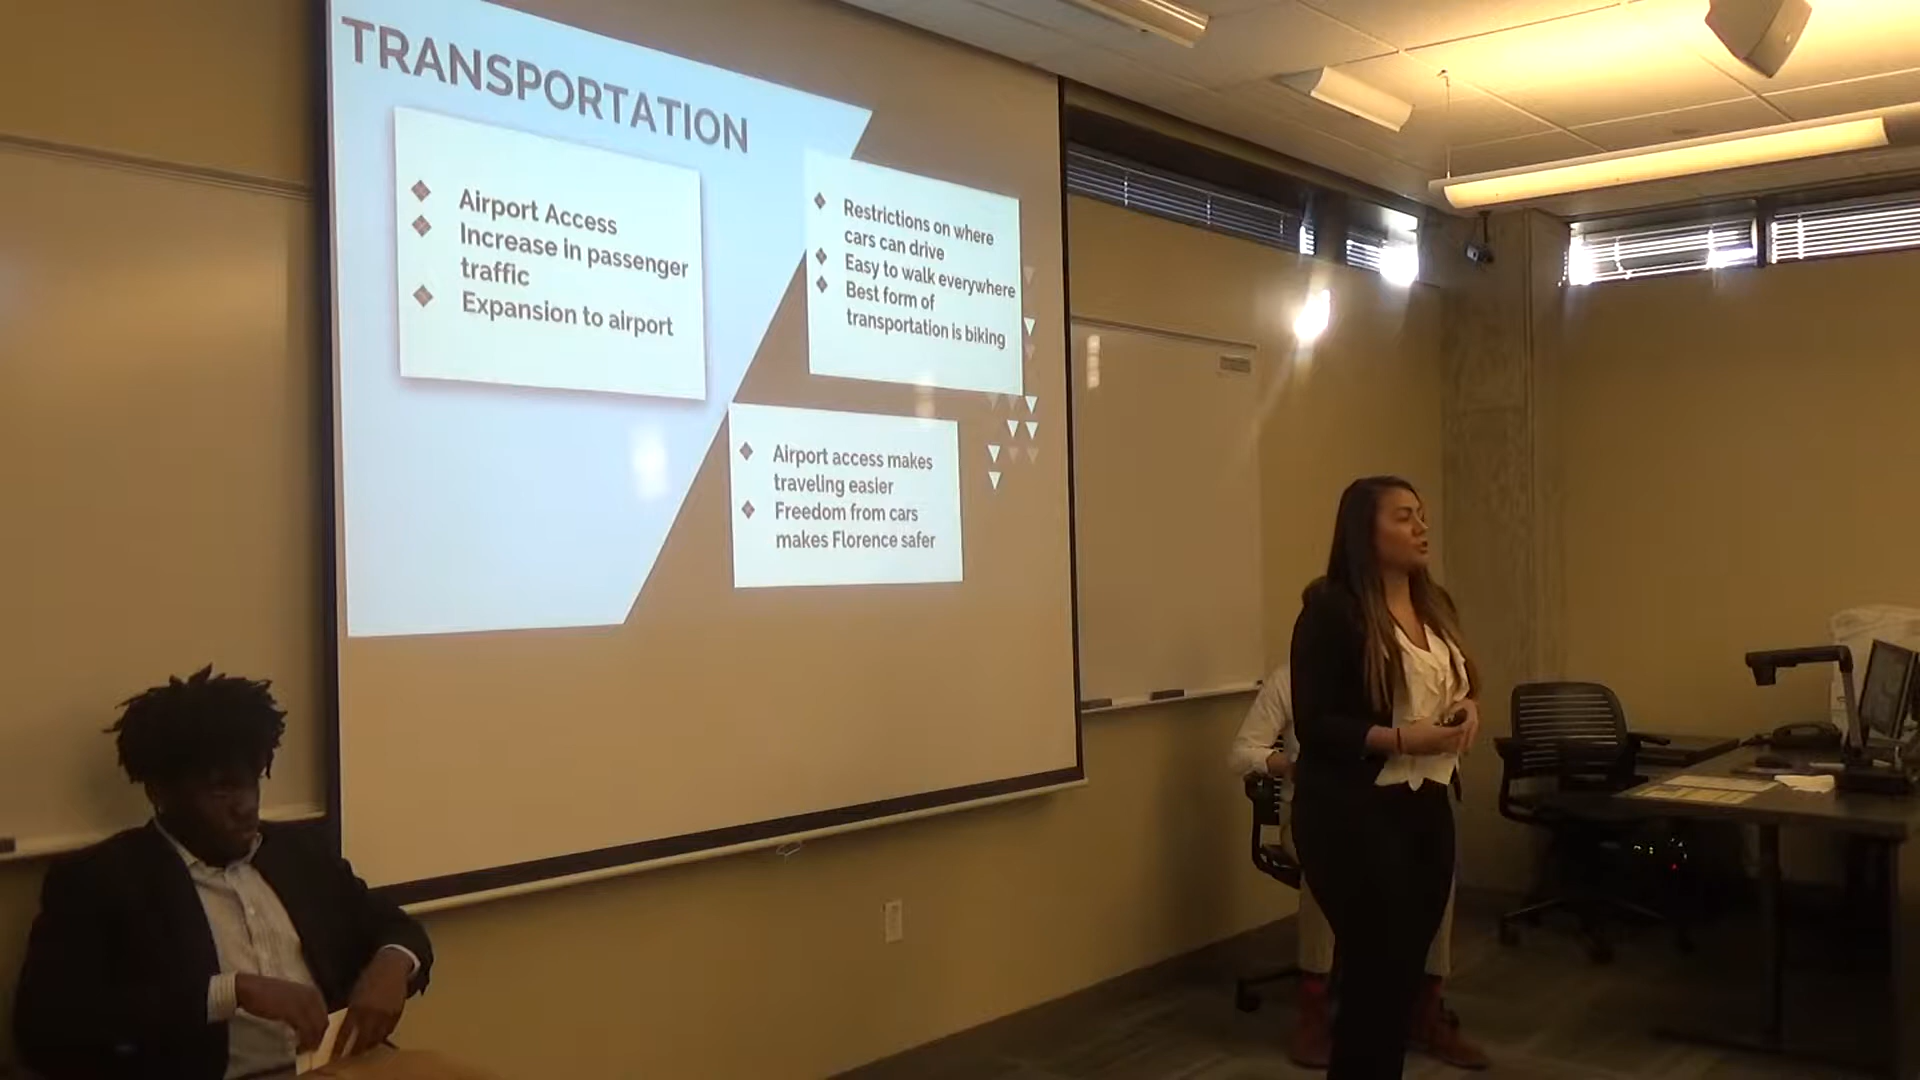 TRANSPORTATION
Airport Access
Increase in passenger
traffic
Expansion to airport
Restrictions on where
cars can drive
Easy to walk everywhere
Best form of
transportation is biking
Airport access makes
traveling easier
Freedom from cars
makes Florence safer